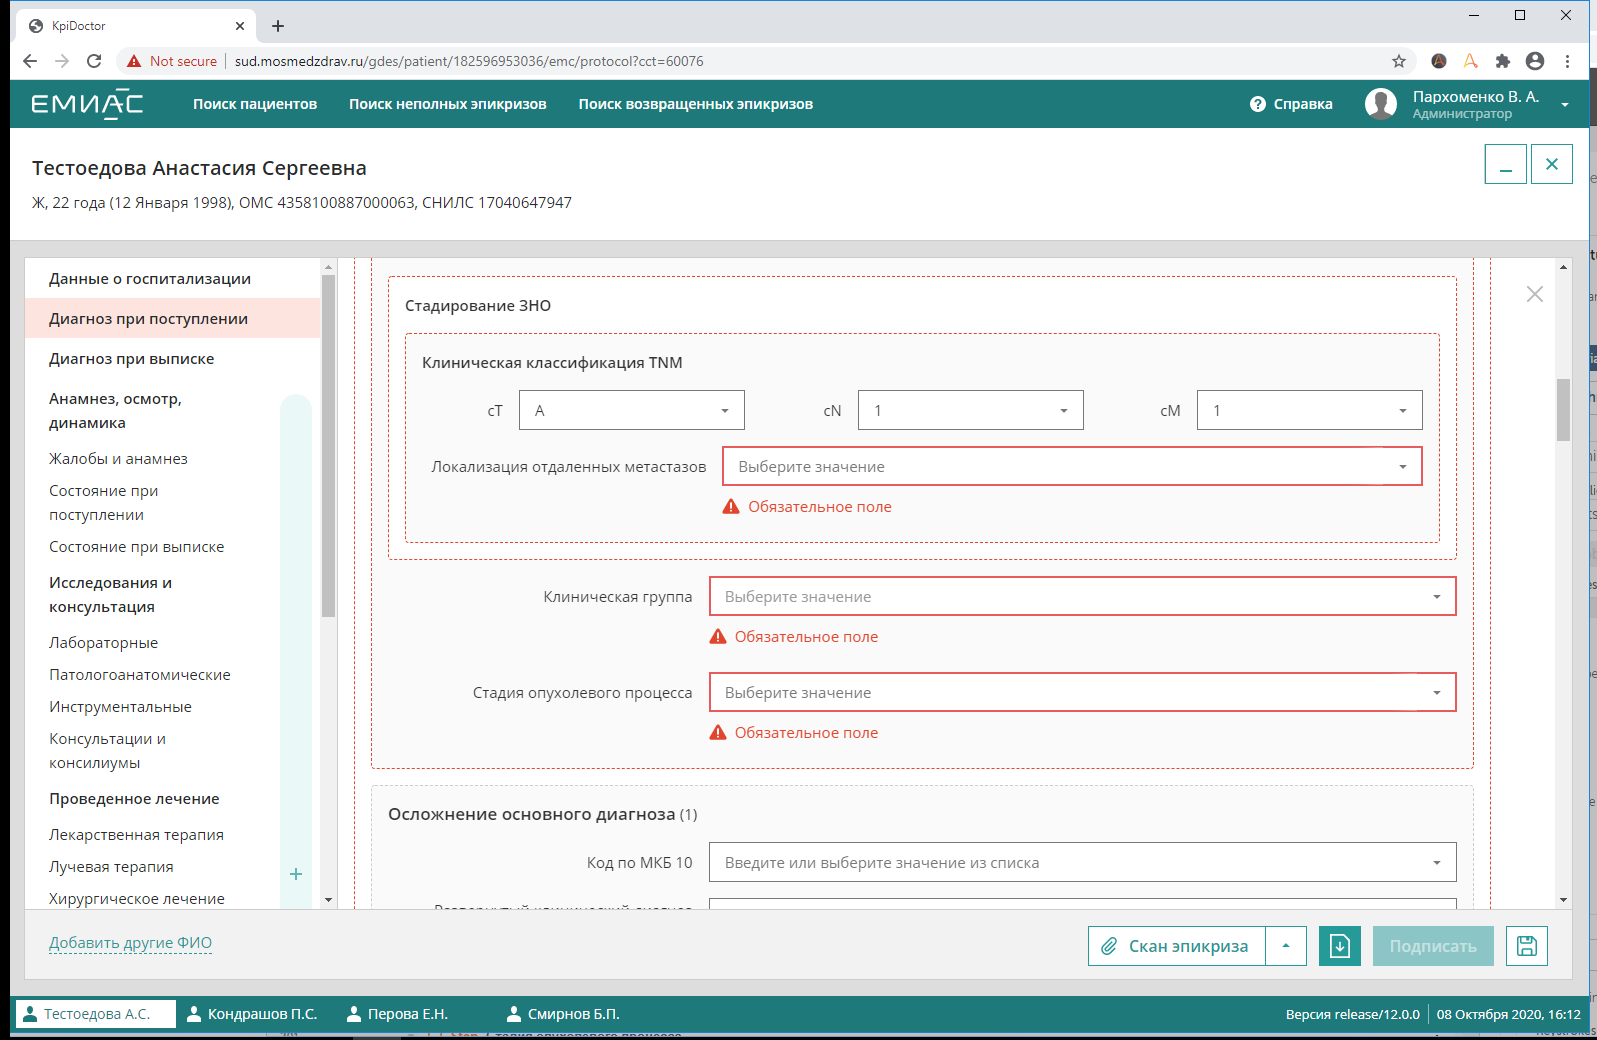 KpiDoctor
Not secure
sud.mosmedzdrav.ru/gdes/patient/182596953036/emc/protocol?cct=60076
ЕМИАС
Поиск пациентов
Поиск неполных эпикризов
Поиск возвращенных эпикризов
Справка
Пархоменко В. А.
Администратор
Тестоедова Анастасия Сергеевна
Ж, 22 года (12 Января 1998), ОМС 4358100887000063, СНИЛС 17040647947
Данные о госпитализации
Диагноз при поступлении
Диагноз при выписке
Анамнез, осмотр,
динамика
Жалобы и анамнез
Состояние при
поступлении
Состояние при выписке
Исследования и
консультация
Лабораторные
Патологоанатомические
Инструментальные
Консультации и
консилиумы
Проведенное лечение
Лекарственная терапия
Лучевая терапия
Хирургическое лечение
Стадирование ЗНО
Клиническая классификация TNM
cT A
cN 1
cM 1
Локализация отдаленных метастазов Выберите значение
Обязательное поле
Клиническая группа Выберите значение
Обязательное поле
Стадия опухолевого процесса Выберите значение
Обязательное поле
Осложнение основного диагноза (1)
Код по МКБ 10 Введите или выберите значение из списка
Добавить другие ФИО
Скан эпикриза
Подписать
Тестоедова А.С.
Кондрашов П.С.
Перова Е.Н.
Смирнов Б.П.
Версия release/12.0.0
08 Октября 2020, 16:12